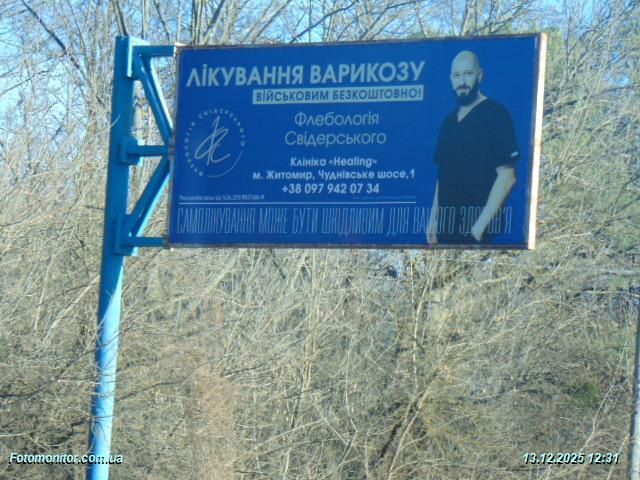 ЛІКУВАННЯ ВАРИКОЗУ
ВІЙСЬКОВИМ БЕЗКОШТОВНО!
Флебологія
Свідерського
Клініка «Healing»
м. Житомир, Чуднівське шосе,1
+38 097 942 07 34
САМОЛІКУВАННЯ МОЖЕ БУТИ ШКІДЛИВИМ ДЛЯ ВАШОГО ЗДОРОВ'Я
Fotomonitor.com.ua
13.12.2025 12:31